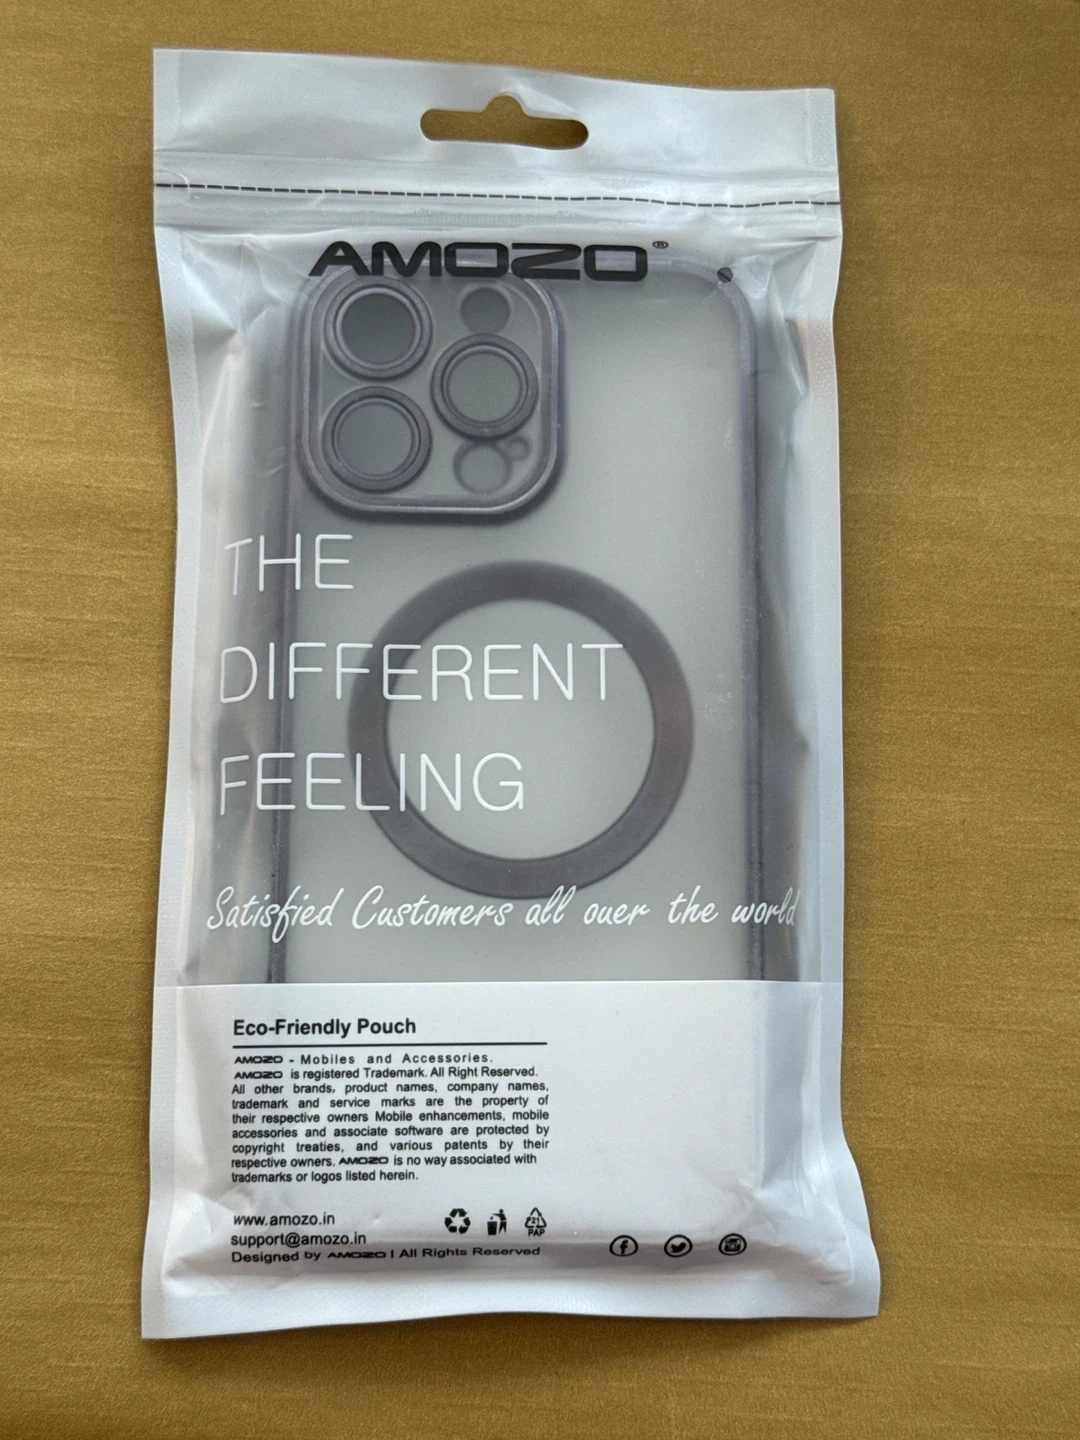 AMOZO®
THE
DIFFERENT
FEELING
Satisfied Customers all over the world
Eco-Friendly Pouch
AMOZO - Mobiles and Accessories.
AMOZO is registered Trademark. All Right Reserved.
All other brands, product names, company names,
trademark and service marks are the property of
their respective owners Mobile enhancements, mobile
accessories and associate software are protected by
copyright treaties, and various patents by their
respective owners. AMOZO is no way associated with
trademarks or logos listed herein.
www.amozo.in
support@amozo.in
Designed by AMOZO | All Rights Reserved
21
PAP